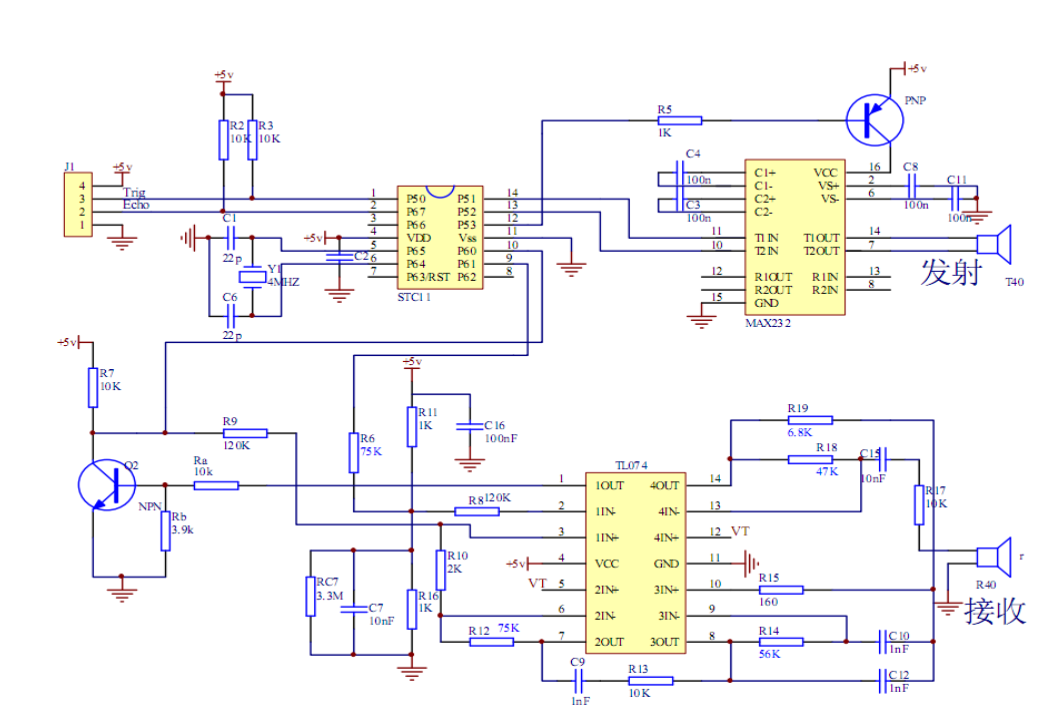 +5v
+5v
PNP
R5
1K
R2
10K
R3
10K
J1
+5v
4
3
2
1
Trig
Echo
C4
100n
C3
100n
C1+
C1-
C2+
C2-
T1IN
T2IN
R1OUT
R2OUT
GND
VCC
VS+
VS-
T1OUT
T2OUT
R1IN
R2IN
11
10
12
2
15
16
2
6
14
7
13
8
MAX232
C8
100n
C11
100n
发射
T40
1
2
3
4
5
6
7
P50
P67
P66
VDD
P65
P64
P63/RST
P51
P52
P53
Vss
P60
P61
P62
14
13
12
11
10
9
8
STC11
+5v
C2
C1
22p
Y1
4MHZ
C6
22p
+5v
R7
10K
R9
120K
Ra
10k
Q2
NPN
Rb
3.9k
+5v
R11
1K
C16
100nF
R6
75K
R8
120K
RC7
3.3M
C7
10nF
R16
1K
R10
2K
R12
75K
C9
1nF
R13
10K
TL074
1
2
3
4
5
6
7
1OUT
1IN-
1IN+
VCC
2IN+
2IN-
2OUT
4OUT
4IN-
4IN+
GND
3IN+
3IN-
3OUT
14
13
12
11
10
9
8
+5v
VT
VT
R19
6.8K
R18
47K
C15
10nF
R17
10K
R15
160
R14
56K
C10
1nF
C12
1nF
r
R40
接收